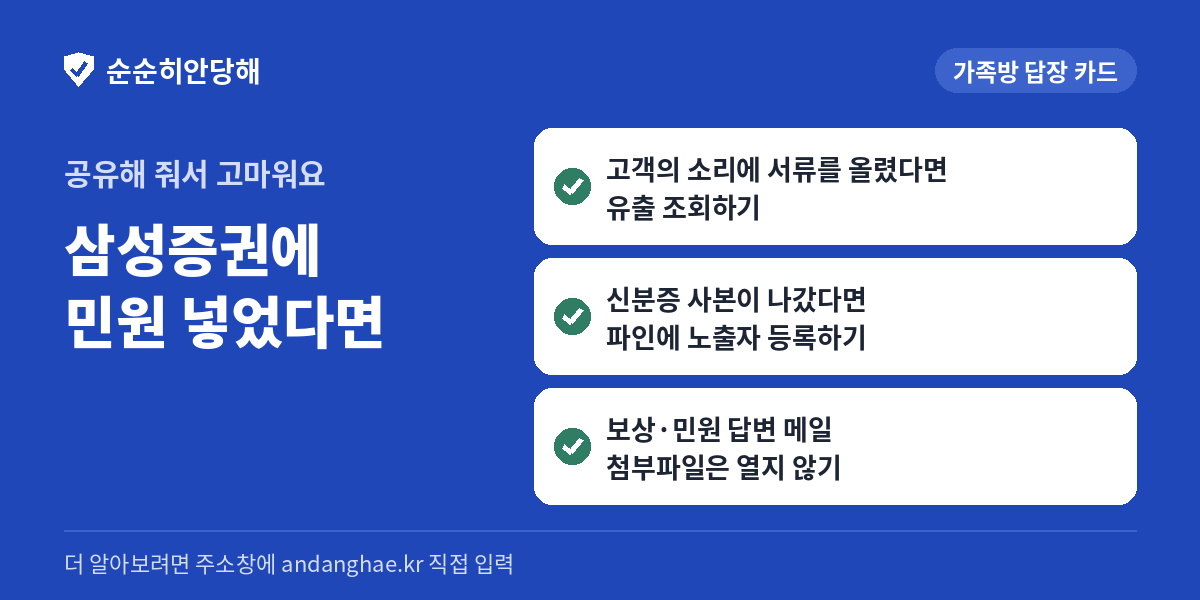 순순히안당해
가족방 답장 카드
공유해 줘서 고마워요
삼성증권에
민원 넣었다면
고객의 소리에 서류를 올렸다면
유출 조회하기
신분증 사본이 나갔다면
파인에 노출자 등록하기
보상·민원 답변 메일
첨부파일은 열지 않기
더 알아보려면 주소창에 andanghae.kr 직접 입력